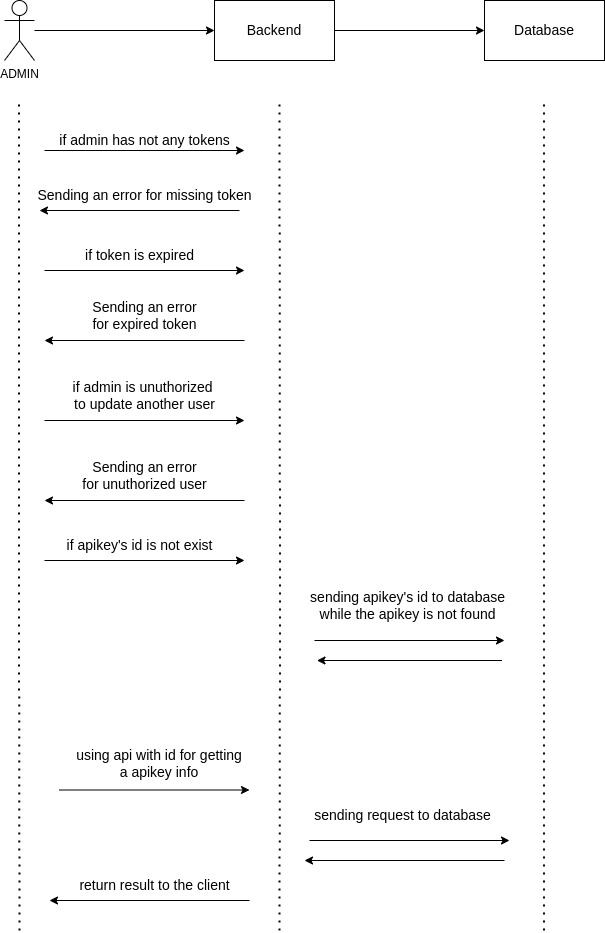 Backend
Database
ADMIN
if admin has not any tokens
Sending an error for missing token
if token is expired
Sending an error
for expired token
if admin is unuthorized
to update another user
Sending an error
for unuthorized user
if apikey's id is not exist
sending apikey's id to database
while the apikey is not found
using api with id for getting
a apikey info
sending request to database
return result to the client